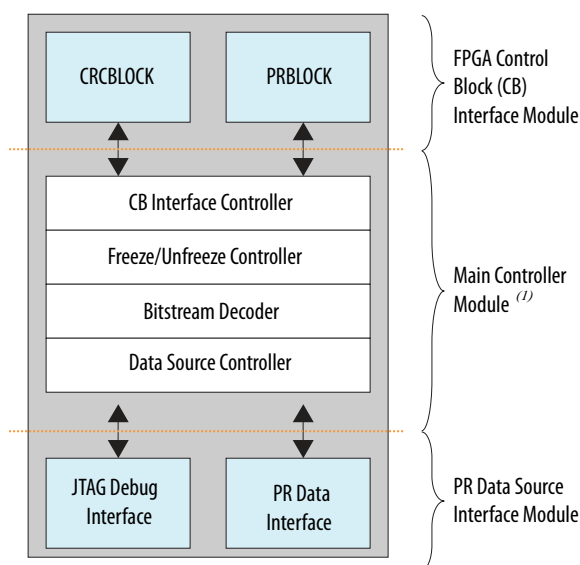 CRCBLOCK
PRBLOCK
FPGA Control
Block (CB)
Interface Module
CB Interface Controller
Freeze/Unfreeze Controller
Bitstream Decoder
Data Source Controller
Main Controller
Module (1)
JTAG Debug
Interface
PR Data
Interface
PR Data Source
Interface Module